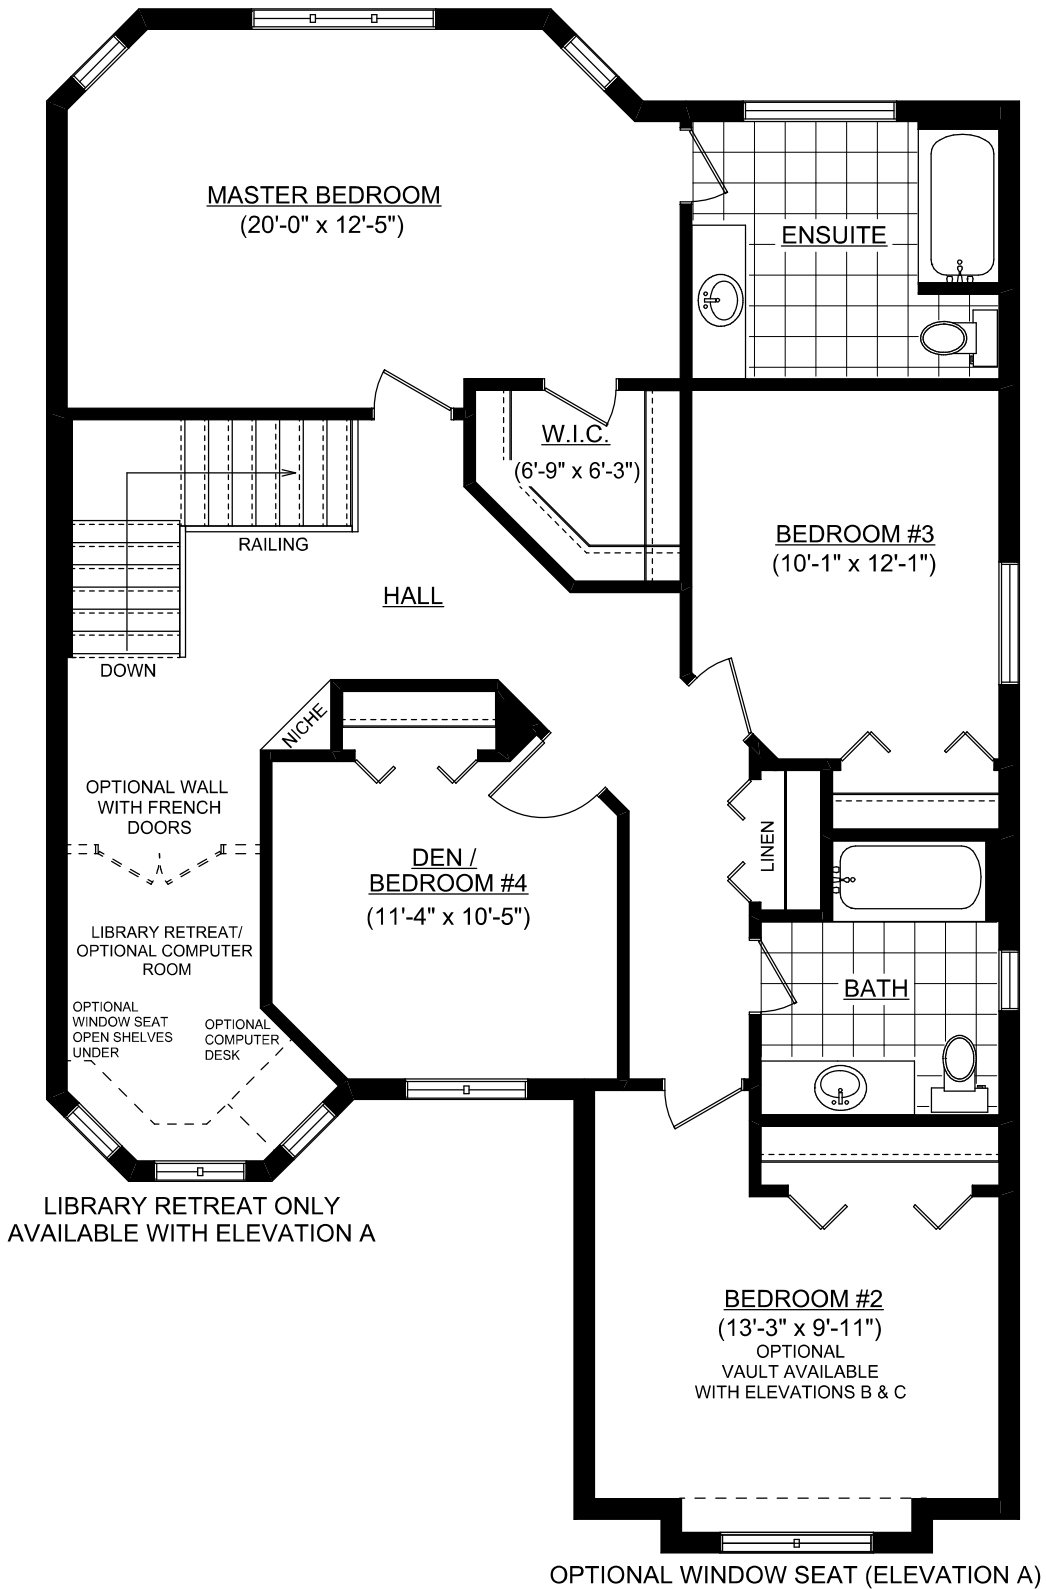 MASTER BEDROOM
(20'-0" x 12'-5")
ENSUITE
W.I.C.
(6'-9" x 6'-3")
RAILING
BEDROOM #3
(10'-1" x 12'-1")
HALL
DOWN
NICHE
OPTIONAL WALL
WITH FRENCH
DOORS
DEN /
BEDROOM #4
(11'-4" x 10'-5")
LINEN
LIBRARY RETREAT/
OPTIONAL COMPUTER
ROOM
BATH
OPTIONAL
WINDOW SEAT
OPEN SHELVES
UNDER
OPTIONAL
COMPUTER
DESK
LIBRARY RETREAT ONLY
AVAILABLE WITH ELEVATION A
BEDROOM #2
(13'-3" x 9'-11")
OPTIONAL
VAULT AVAILABLE
WITH ELEVATIONS B & C
OPTIONAL WINDOW SEAT (ELEVATION A)